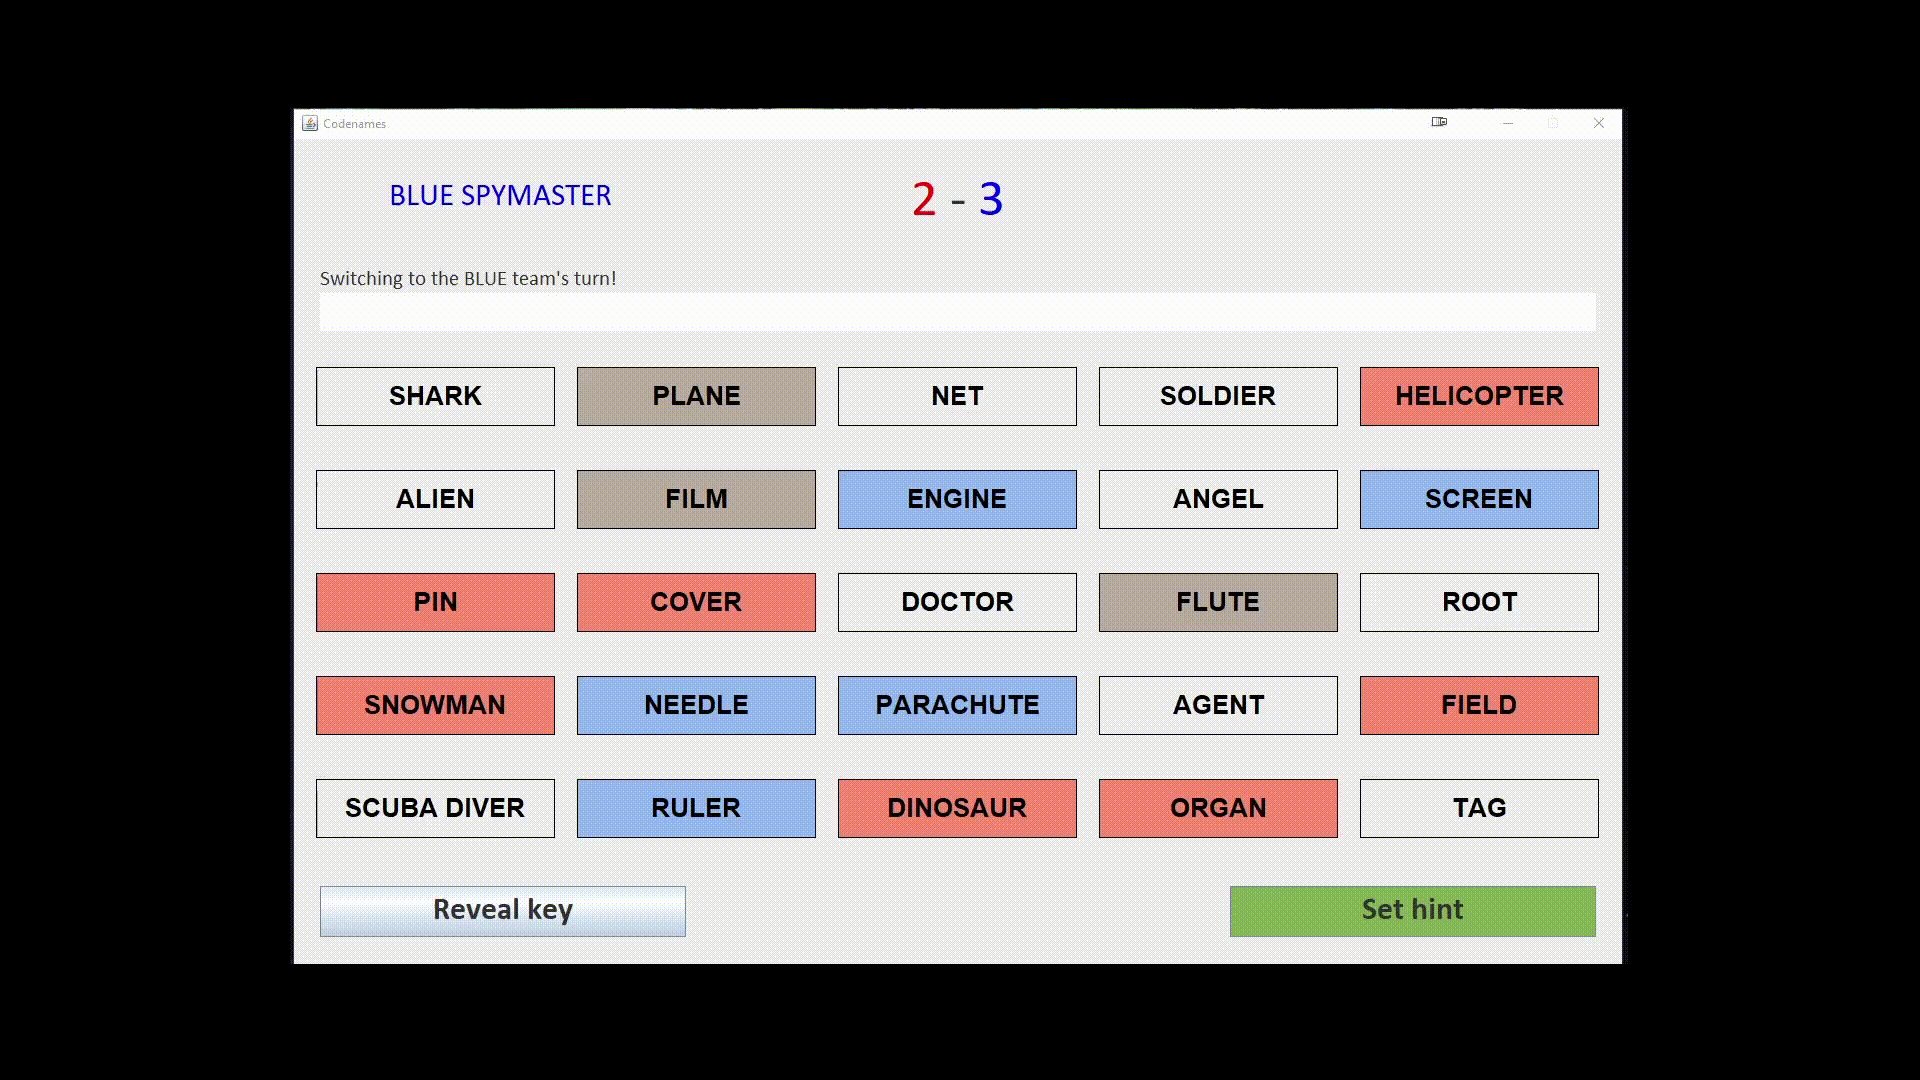 Codenames
BLUE SPYMASTER
2 - 3
Switching to the BLUE team's turn!
SHARK PLANE NET SOLDIER HELICOPTER
ALIEN FILM ENGINE ANGEL SCREEN
PIN COVER DOCTOR FLUTE ROOT
SNOWMAN NEEDLE PARACHUTE AGENT FIELD
SCUBA DIVER RULER DINOSAUR ORGAN TAG
Reveal key Set hint